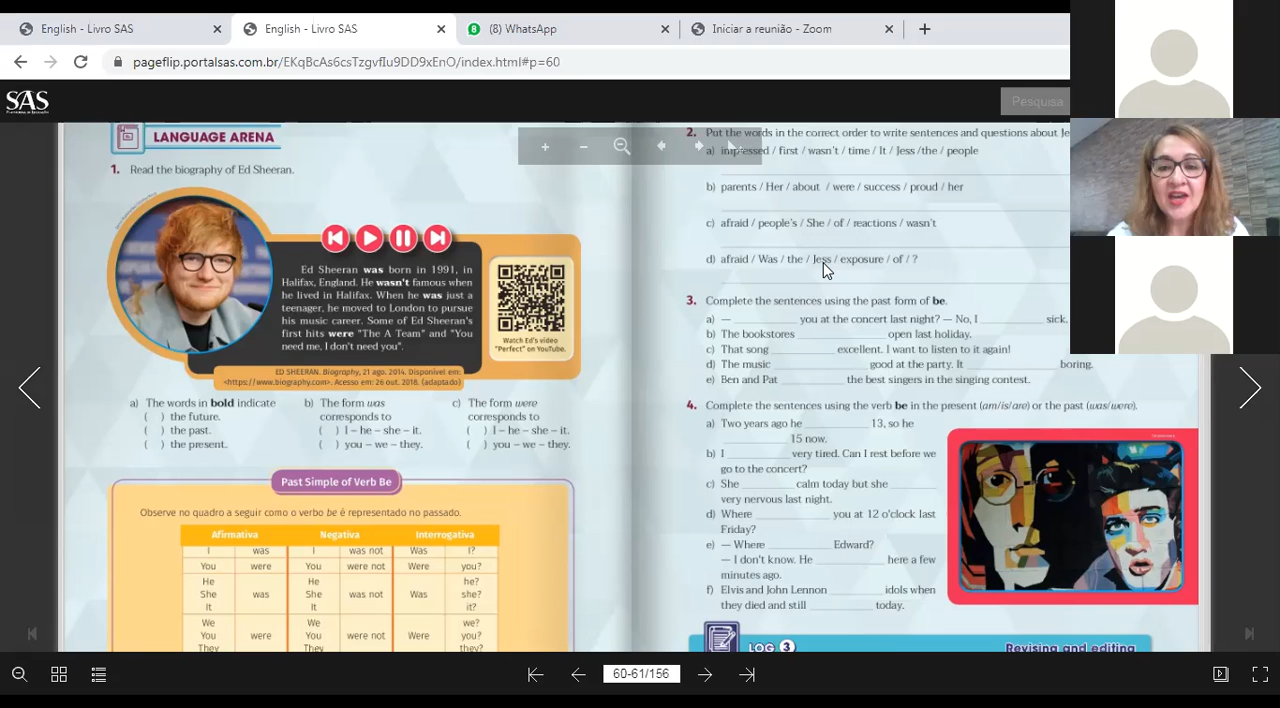 English - Livro SAS
English - Livro SAS
(8) WhatsApp
Iniciar a reunião - Zoom
pageflip.portalsas.com.br/EKqBcAs6csTzgvfIu9DD9xEnO/index.html#p=60
SAS
Pesquisa
LANGUAGE ARENA
1. Read the biography of Ed Sheeran.
Ed Sheeran was born in 1991, in
Halifax, England. He wasn't famous when
he lived in Halifax. When he was just a
teenager, he moved to London to pursue
his music career. Some of Ed Sheeran's
first hits were "The A Team" and "You
need me, I don't need you".
Watch Ed's video
"Perfect" on YouTube.
ED SHEERAN. Biography, 21 ago. 2014. Disponível em:
<https://www.biography.com>. Acesso em: 26 out. 2018. (adaptado)
a) The words in bold indicate
( ) the future.
( ) the past.
( ) the present.
b) The form was
corresponds to
( ) I – he – she – it.
( ) you – we – they.
c) The form were
corresponds to
( ) I – he – she – it.
( ) you – we – they.
Past Simple of Verb Be
Observe no quadro a seguir como o verbo be é representado no passado.
Afirmativa Negativa Interrogativa
I was I was not Was I?
You were You were not Were you?
He He he?
She was She was not Was she?
It It it?
We We we?
You were You were not Were you?
They They they?
2. Put the words in the correct order to write sentences and questions about Je
a) impressed / first / wasn't / time / It / Jess /the / people
b) parents / Her / about / were / success / proud / her
c) afraid / people's / She / of / reactions / wasn't
d) afraid / Was / the / Jess / exposure / of / ?
3. Complete the sentences using the past form of be.
a) — ____ you at the concert last night? — No, I ____ sick.
b) The bookstores ____ open last holiday.
c) That song ____ excellent. I want to listen to it again!
d) The music ____ good at the party. It ____ boring.
e) Ben and Pat ____ the best singers in the singing contest.
4. Complete the sentences using the verb be in the present (am/is/are) or the past (was/were).
a) Two years ago he ____ 13, so he
____ 15 now.
b) I ____ very tired. Can I rest before we
go to the concert?
c) She ____ calm today but she ____
very nervous last night.
d) Where ____ you at 12 o'clock last
Friday?
e) — Where ____ Edward?
— I don't know. He ____ here a few
minutes ago.
f) Elvis and John Lennon ____ idols when
they died and still ____ today.
LOG 3
Revising and editing
60-61/156